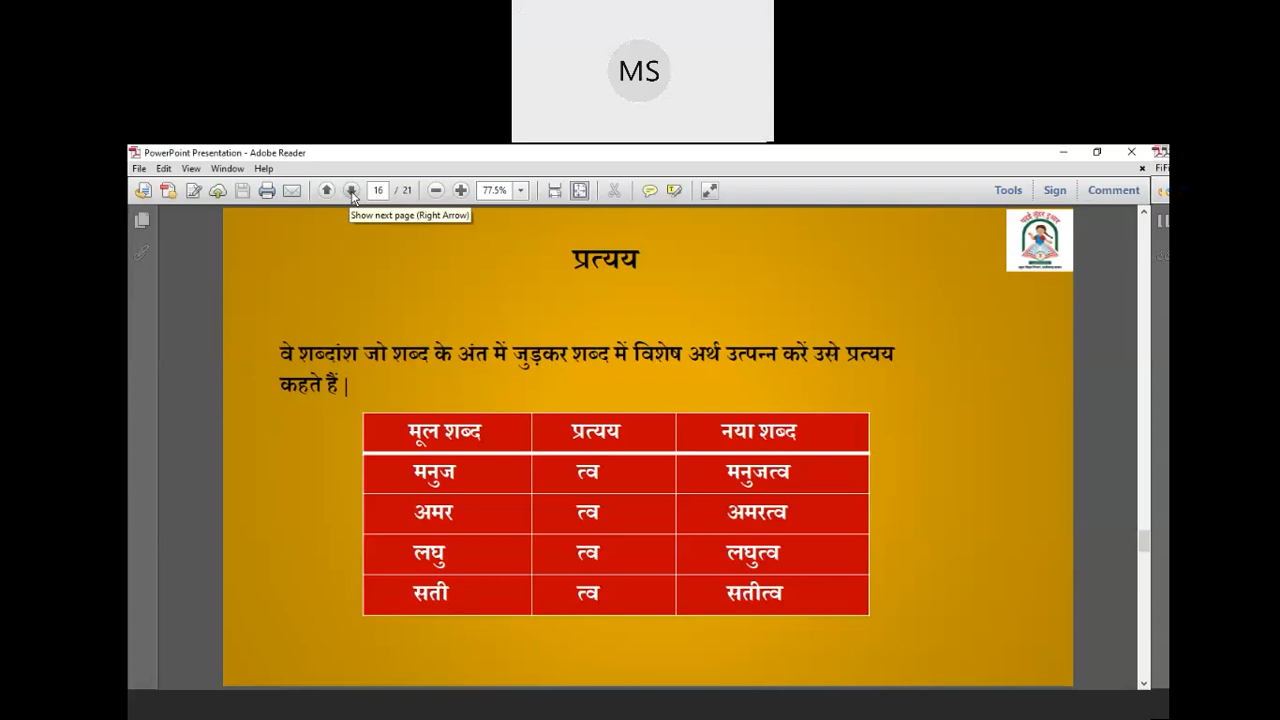 MS
PowerPoint Presentation - Adobe Reader
File Edit View Window Help
16 / 21 77.5% Tools Sign Comment
Show next page (Right Arrow)
प्रत्यय
वे शब्दांश जो शब्द के अंत में जुड़कर शब्द में विशेष अर्थ उत्पन्न करें उसे प्रत्यय
कहते हैं |
मूल शब्द प्रत्यय नया शब्द
मनुज त्व मनुजत्व
अमर त्व अमरत्व
लघु त्व लघुत्व
सती त्व सतीत्व